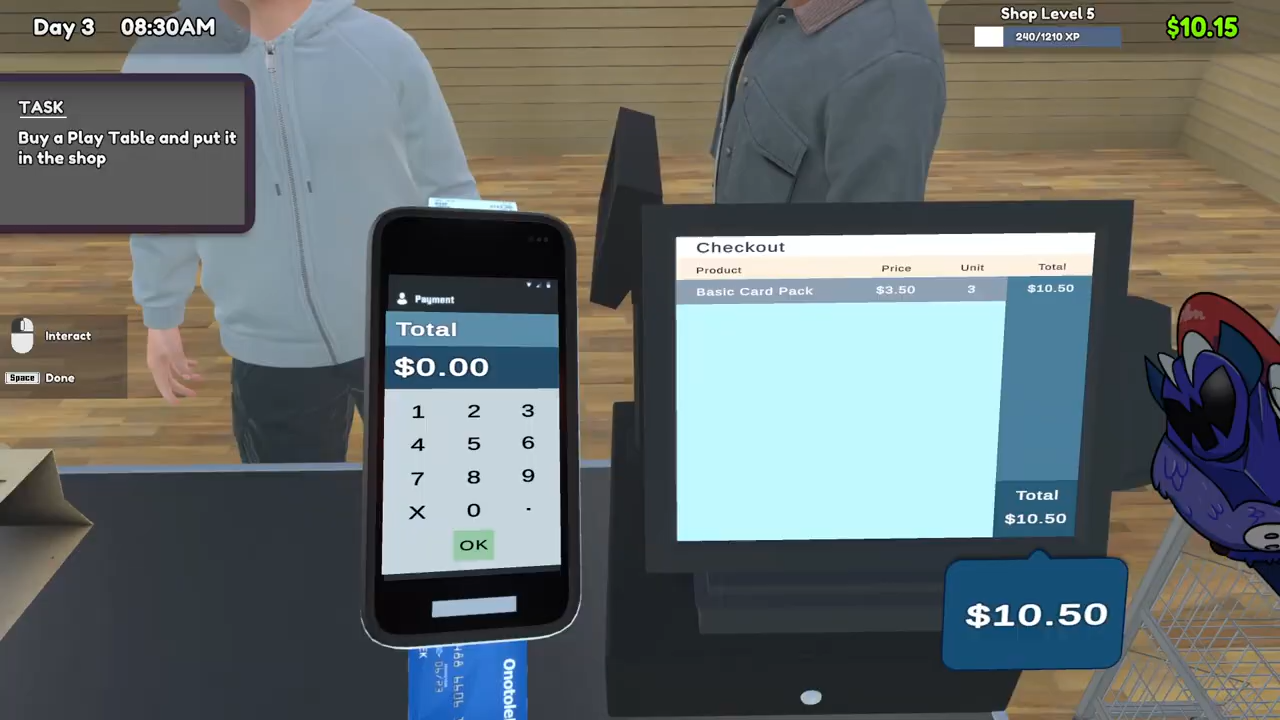 Day 3 08:30AM
Shop Level 5
240/1210 XP
$10.15
TASK
Buy a Play Table and put it
in the shop
Interact
Space Done
Payment
Total
$0.00
1 2 3
4 5 6
7 8 9
X 0 .
OK
Checkout
Product Price Unit Total
Basic Card Pack $3.50 3 $10.50
Total
$10.50
$10.50